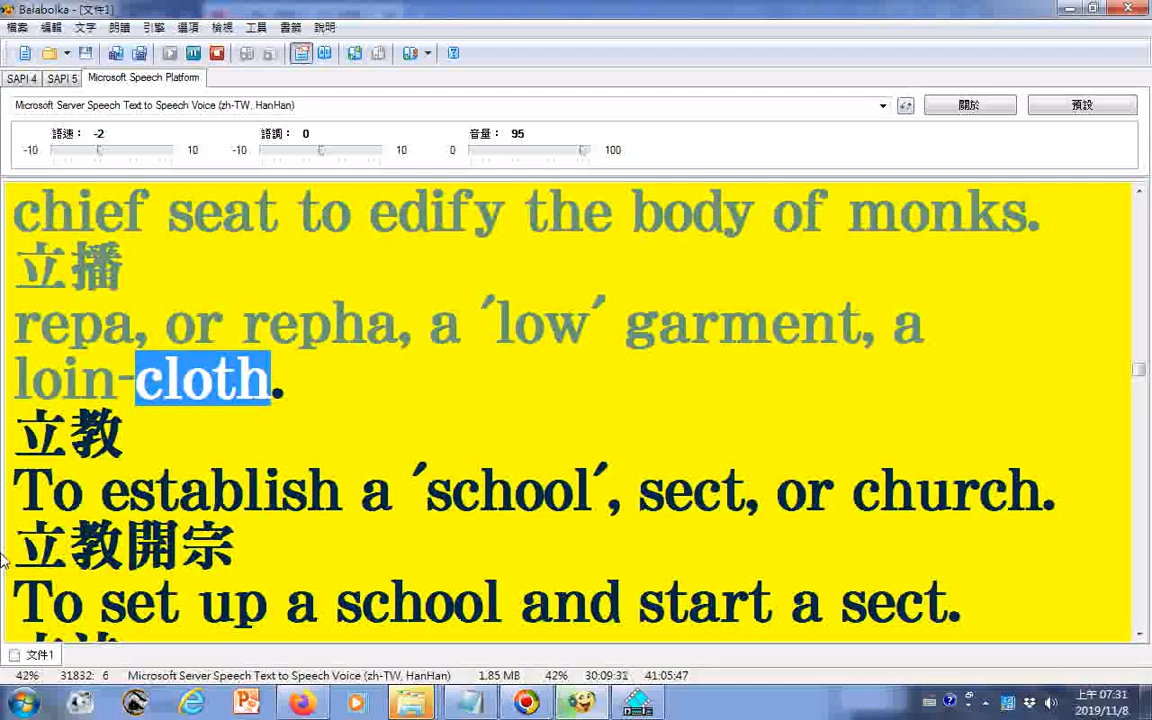 Balabolka - [文件1]
檔案 編輯 文字 朗讀 引擎 選項 檢視 工具 書籤 說明
SAPI 4 SAPI 5 Microsoft Speech Platform
Microsoft Server Speech Text to Speech Voice (zh-TW, HanHan) 關於 預設
語速： -2 語調： 0 音量： 95
-10 10 -10 10 0 100
chief seat to edify the body of monks.
立播
repa, or repha, a 'low' garment, a
loin-cloth.
立教
To establish a 'school', sect, or church.
立教開宗
To set up a school and start a sect.
文件1
42% 31832: 6 Microsoft Server Speech Text to Speech Voice (zh-TW, HanHan) 1.85 MB 42% 30:09:31 41:05:47
上午 07:31
2019/11/8